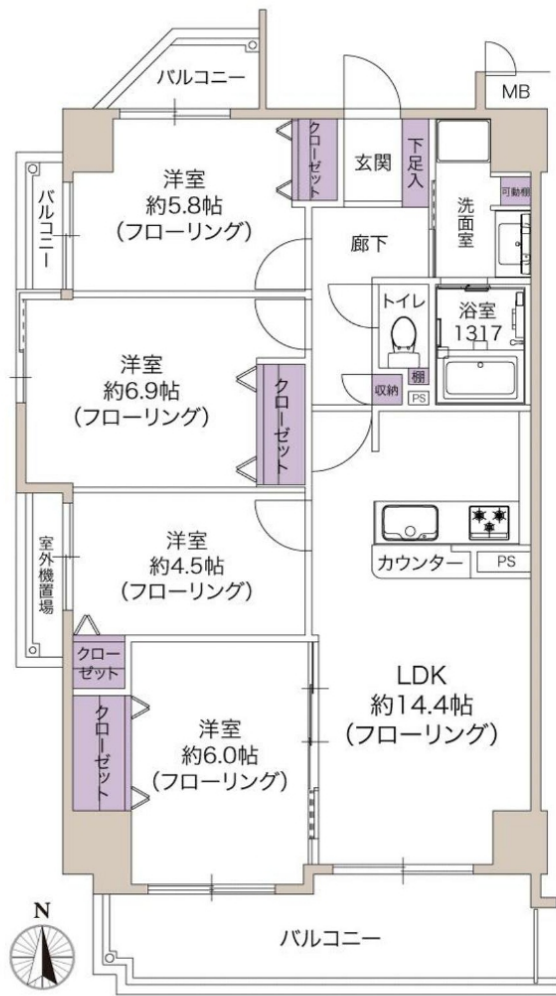 バルコニー
MB
洋室
約5.8帖
(フローリング)
クローゼット
玄関
下足入
洗面室
可動棚
バルコニー
廊下
トイレ
浴室
1317
洋室
約6.9帖
(フローリング)
クローゼット
収納
棚
PS
洋室
約4.5帖
(フローリング)
室外機置場
カウンター
PS
クロー
ゼット
クローゼット
洋室
約6.0帖
(フローリング)
LDK
約14.4帖
(フローリング)
N
バルコニー